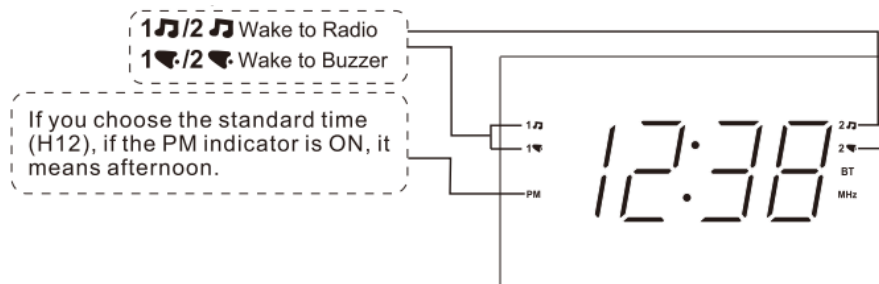 1♫/2 ♫ Wake to Radio
1/2 Wake to Buzzer
If you choose the standard time
(H12), if the PM indicator is ON, it
means afternoon.
1♫
1
PM
12:38
2♫
2
BT
MHz